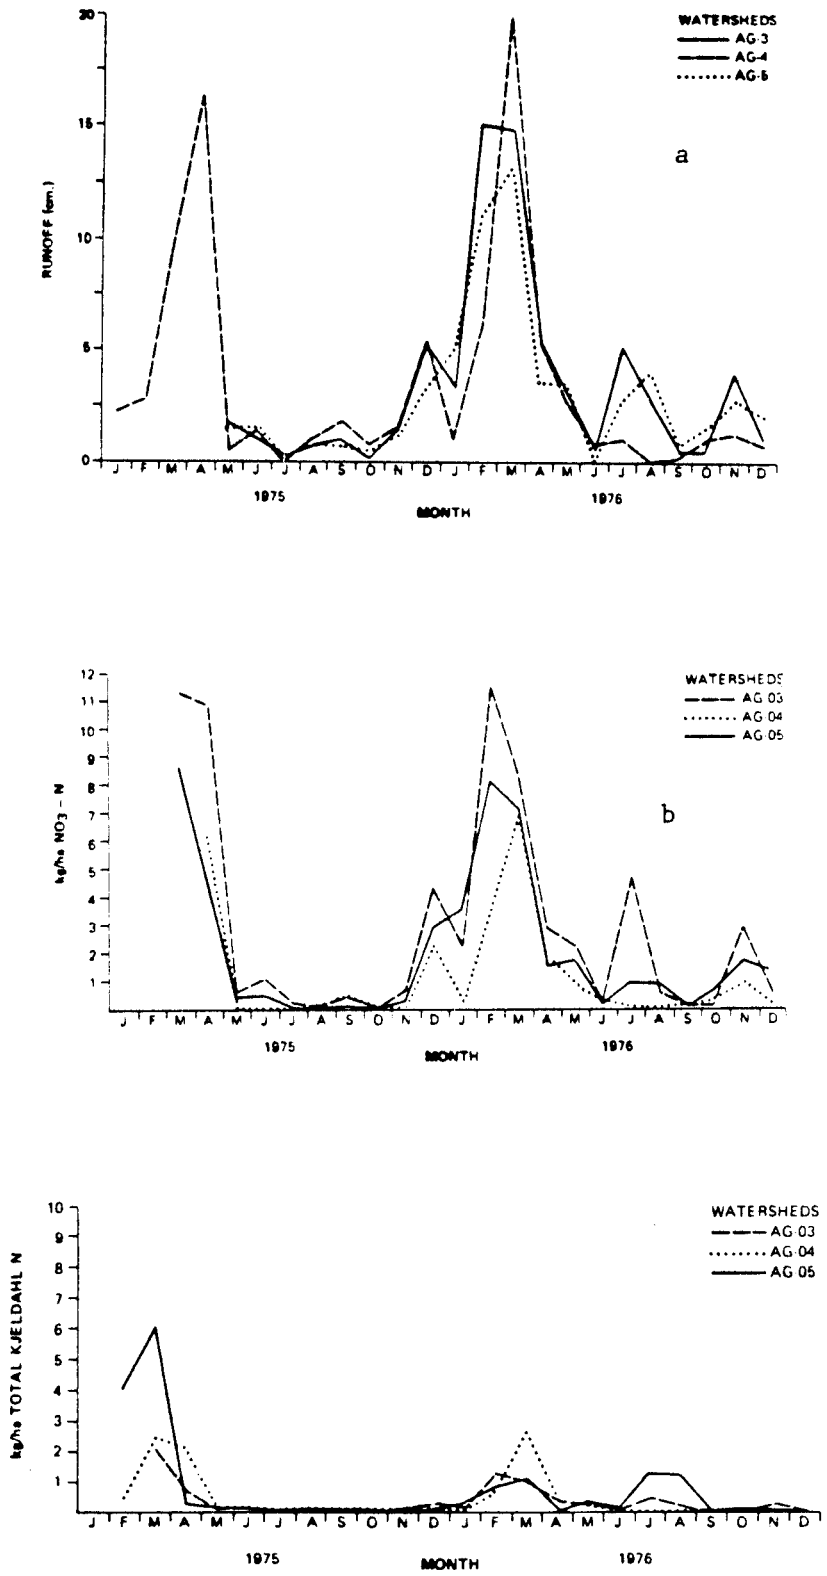 WATERSHEDS
AG-3
AG-4
AG-5
a
20
15
10
5
0
RUNOFF (cm.)
J F M A M J J A S O N D J F M A M J J A S O N D
1975 1976
MONTH
WATERSHEDS
AG-03
AG-04
AG-05
b
12
11
10
9
8
7
6
5
4
3
2
1
kg/ha NO3 - N
J F M A M J J A S O N D J F M A M J J A S O N D
1975 1976
MONTH
WATERSHEDS
AG-03
AG-04
AG-05
10
9
8
7
6
5
4
3
2
1
kg/ha TOTAL KJELDAHL N
J F M A M J J A S O N D J F M A M J J A S O N D
1975 1976
MONTH